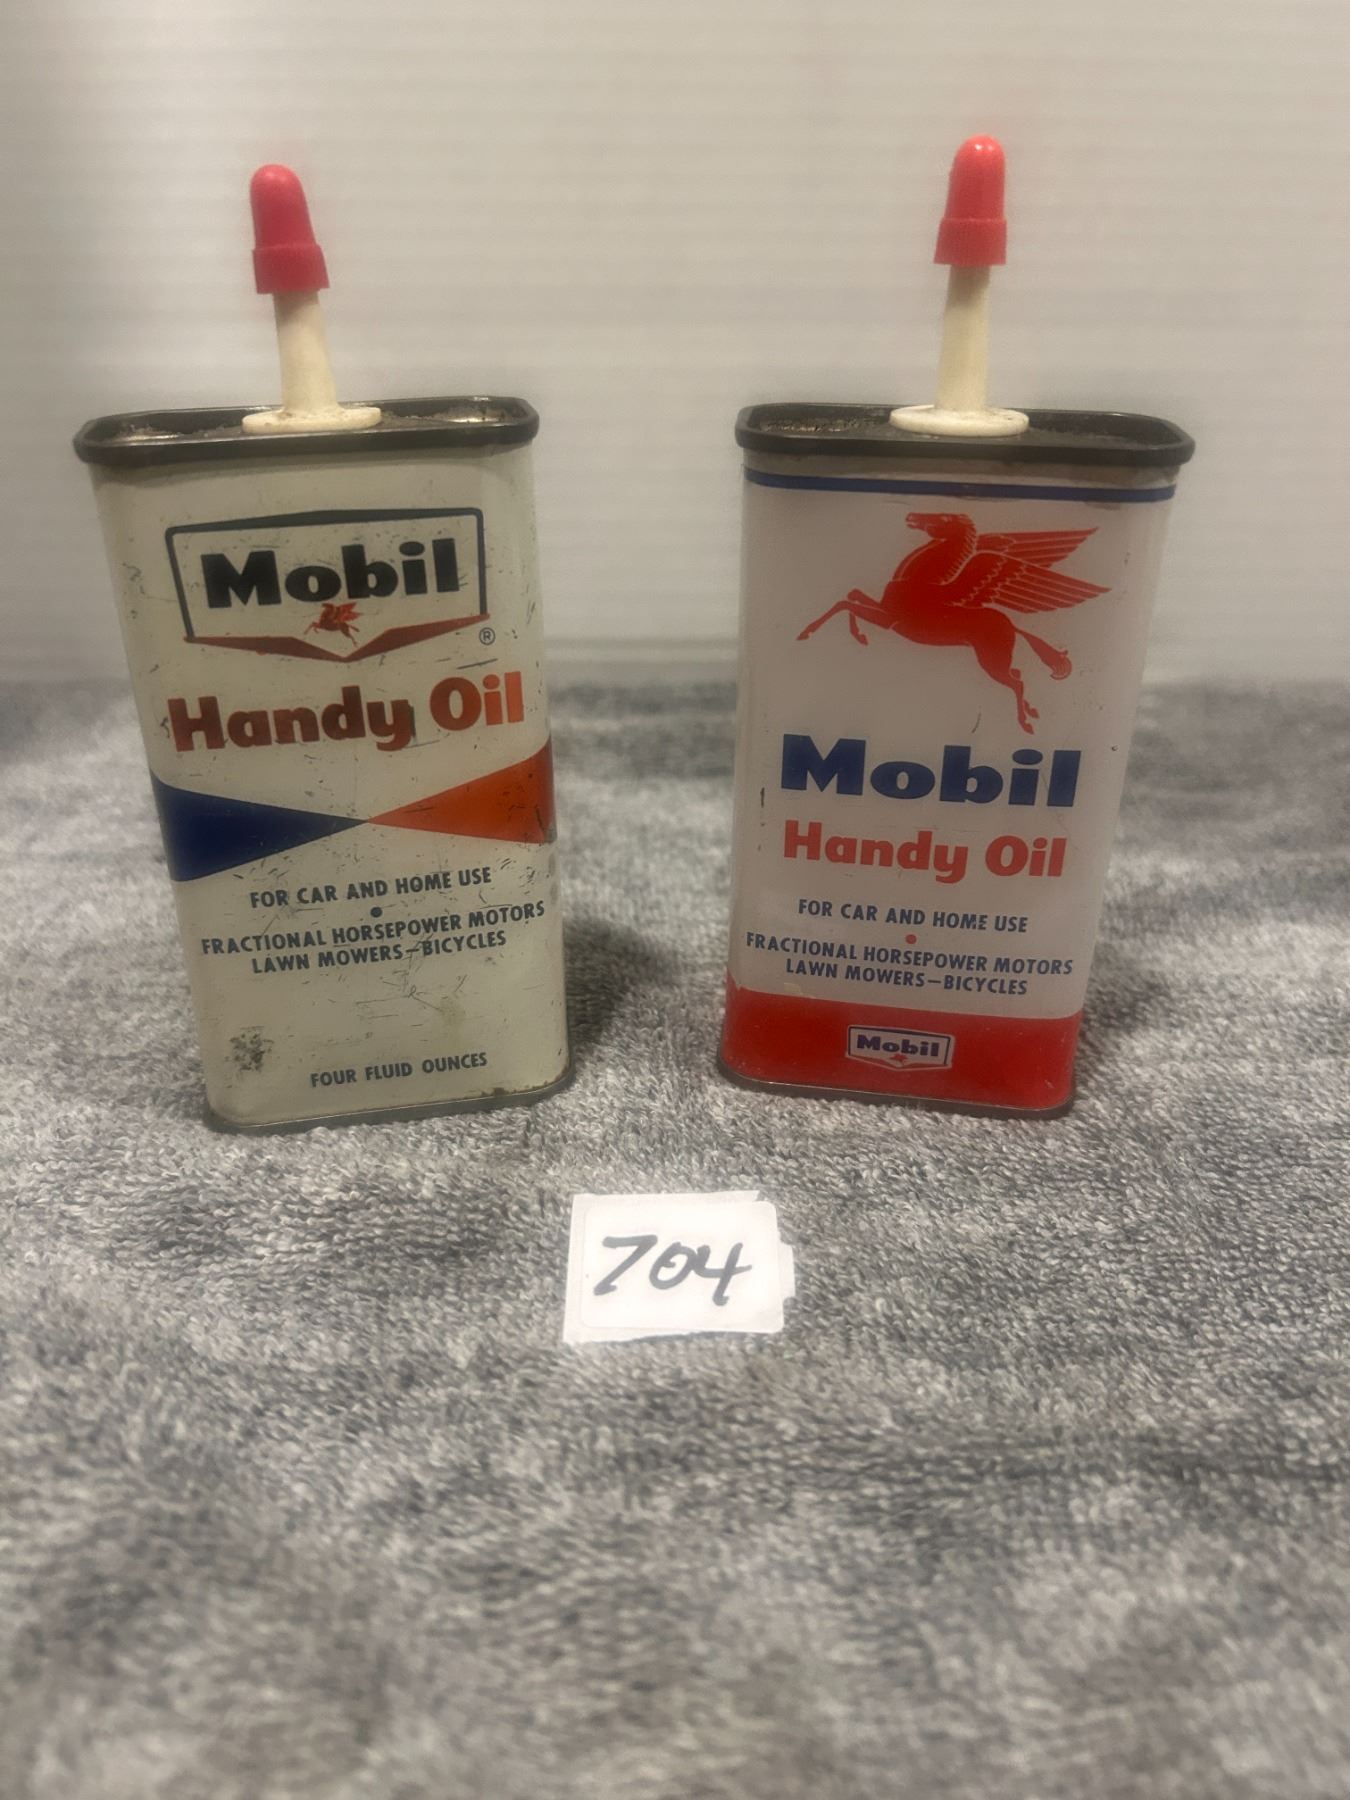 Mobil
®
Handy Oil
FOR CAR AND HOME USE
•
FRACTIONAL HORSEPOWER MOTORS
LAWN MOWERS–BICYCLES
FOUR FLUID OUNCES
Mobil
Handy Oil
FOR CAR AND HOME USE
•
FRACTIONAL HORSEPOWER MOTORS
LAWN MOWERS–BICYCLES
Mobil
704